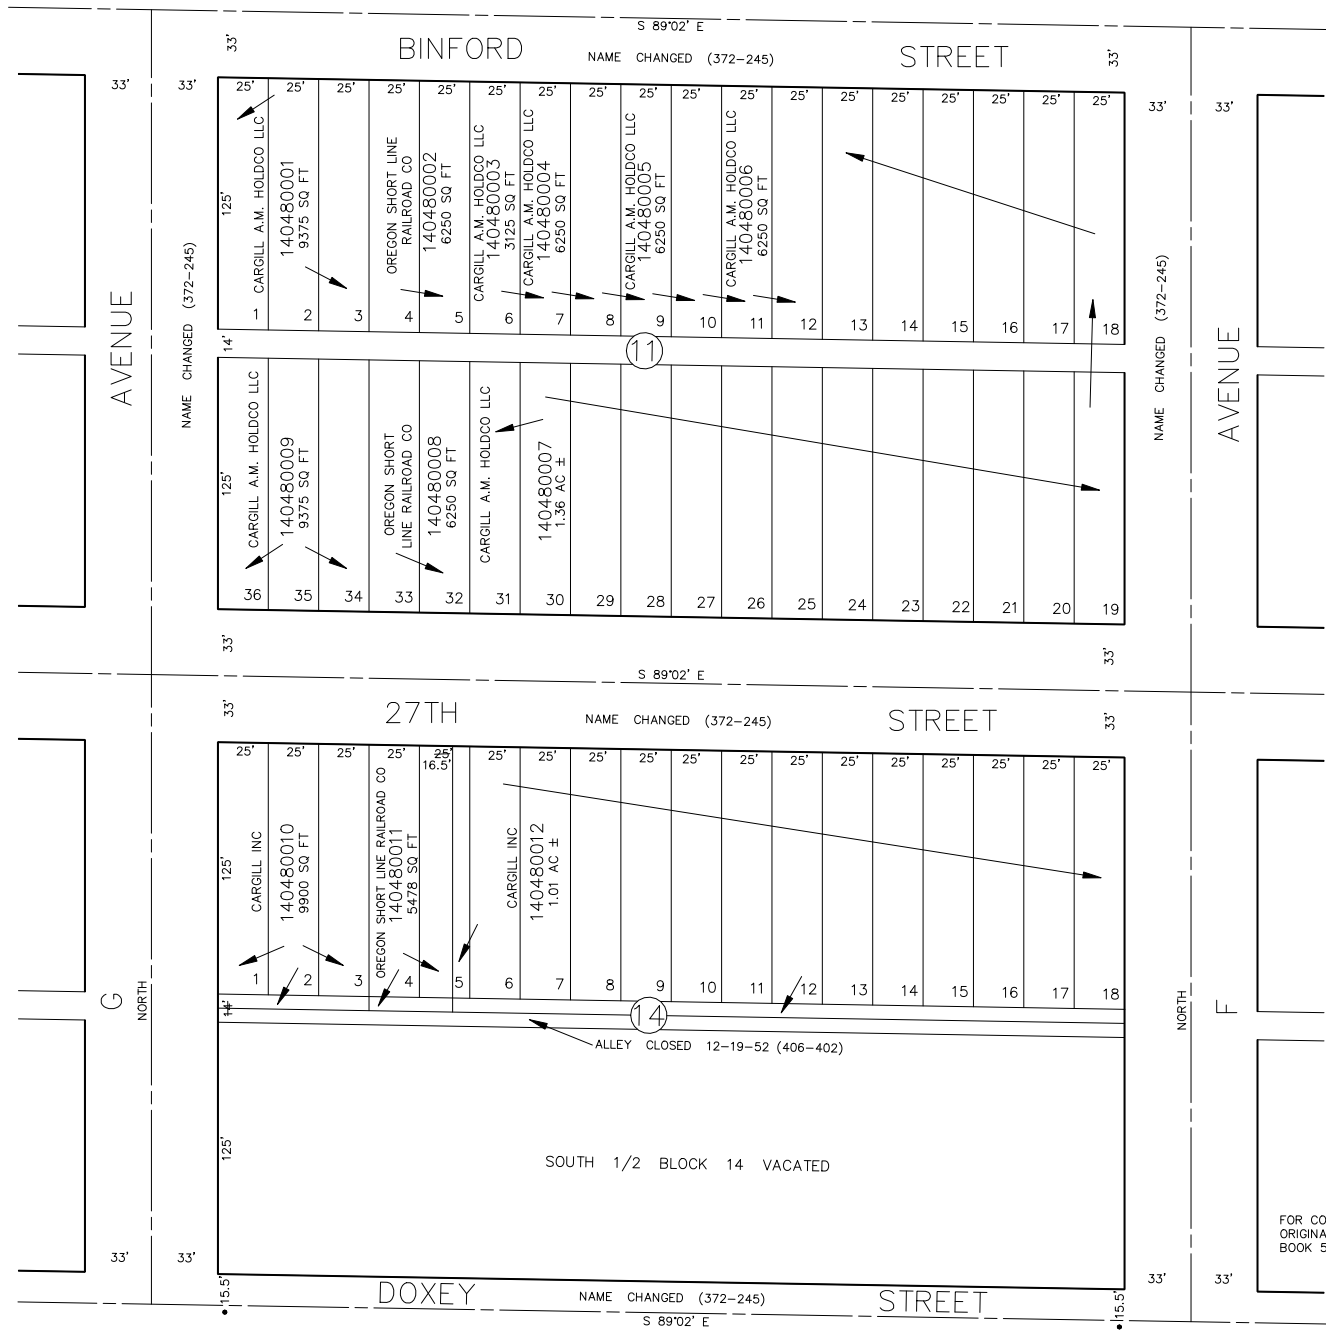 S 89°02' E
BINFORD STREET
NAME CHANGED (372-245)
33' 33'
33' 33' 33' 33'
25' 25' 25' 25' 25' 25' 25' 25' 25' 25' 25' 25' 25' 25' 25' 25' 25' 25'
CARGILL A.M. HOLDCO LLC
140480001
9375 SQ FT
OREGON SHORT LINE
RAILROAD CO
140480002
6250 SQ FT
CARGILL A.M. HOLDCO LLC
140480003
3125 SQ FT
CARGILL A.M. HOLDCO LLC
140480004
6250 SQ FT
CARGILL A.M. HOLDCO LLC
140480005
6250 SQ FT
CARGILL A.M. HOLDCO LLC
140480006
6250 SQ FT
125'
NAME CHANGED (372-245)
NAME CHANGED (372-245)
AVENUE
AVENUE
1 2 3 4 5 6 7 8 9 10 11 12 13 14 15 16 17 18
14'
11
CARGILL A.M. HOLDCO LLC
140480009
9375 SQ FT
OREGON SHORT
LINE RAILROAD CO
140480008
6250 SQ FT
CARGILL A.M. HOLDCO LLC
140480007
1.36 AC ±
125'
36 35 34 33 32 31 30 29 28 27 26 25 24 23 22 21 20 19
33' 33'
S 89°02' E
33' 33'
27TH STREET
NAME CHANGED (372-245)
25' 25' 25' 25' 25' 25' 25' 25' 25' 25' 25' 25' 25' 25' 25' 25' 25' 25'
16.5'
CARGILL INC
140480010
9900 SQ FT
OREGON SHORT LINE RAILROAD CO
140480011
5478 SQ FT
CARGILL INC
140480012
1.01 AC ±
125'
1 2 3 4 5 6 7 8 9 10 11 12 13 14 15 16 17 18
G
NORTH
NORTH
F
14'
14
ALLEY CLOSED 12-19-52 (406-402)
125'
SOUTH 1/2 BLOCK 14 VACATED
FOR CO
ORIGINA
BOOK 5
33' 33' 33' 33'
15.5' 15.5'
DOXEY STREET
NAME CHANGED (372-245)
S 89°02' E